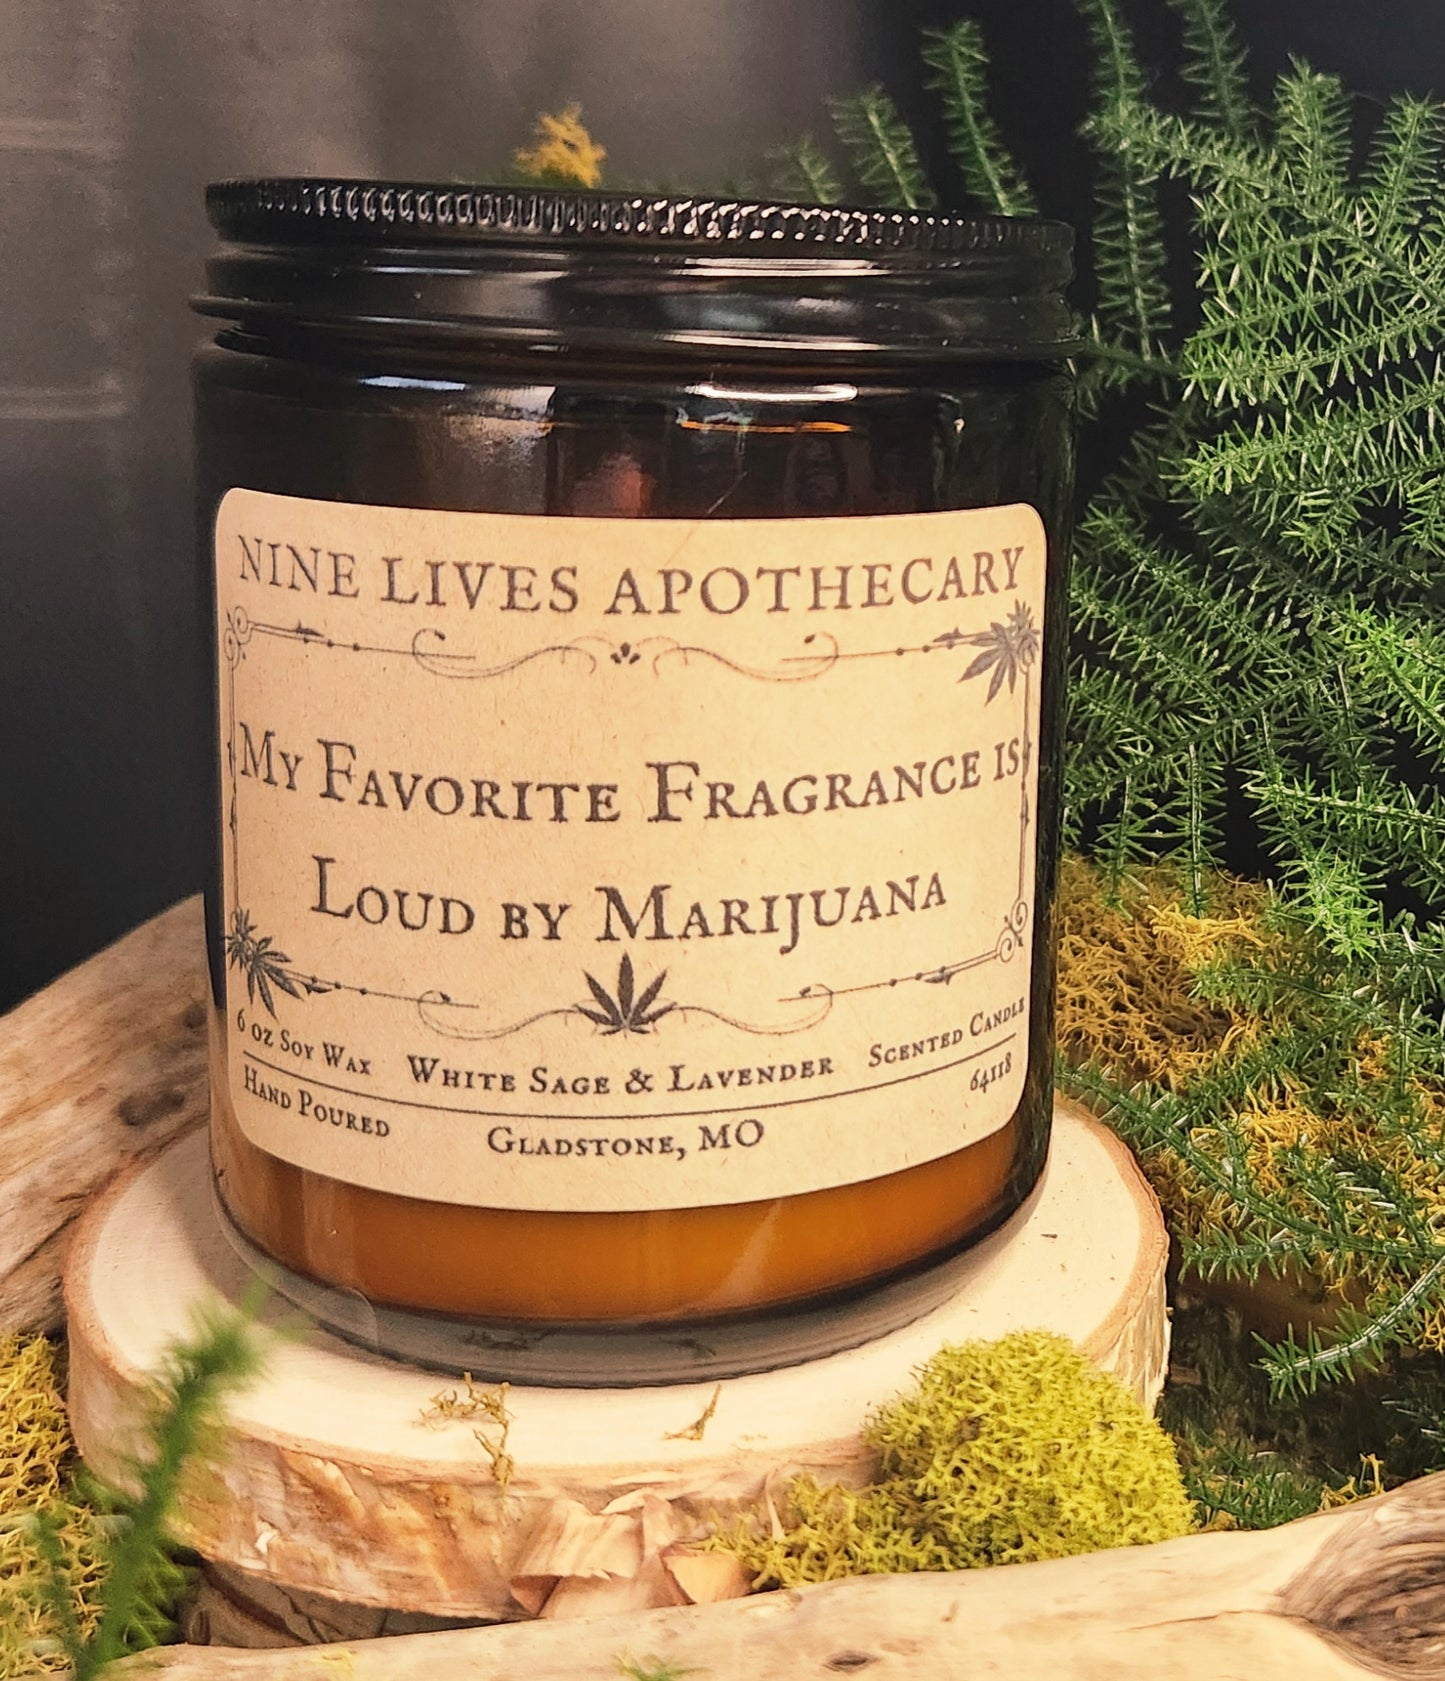 NINE LIVES APOTHECARY
MY FAVORITE FRAGRANCE IS
LOUD BY MARIJUANA
6 OZ SOY WAX WHITE SAGE & LAVENDER SCENTED CANDLE
HAND POURED GLADSTONE, MO 64118